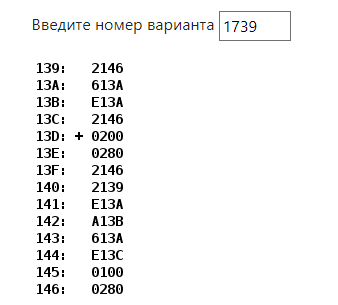 Введите номер варианта 1739
139: 2146
13A: 613A
13B: E13A
13C: 2146
13D: + 0200
13E: 0280
13F: 2146
140: 2139
141: E13A
142: A13B
143: 613A
144: E13C
145: 0100
146: 0280